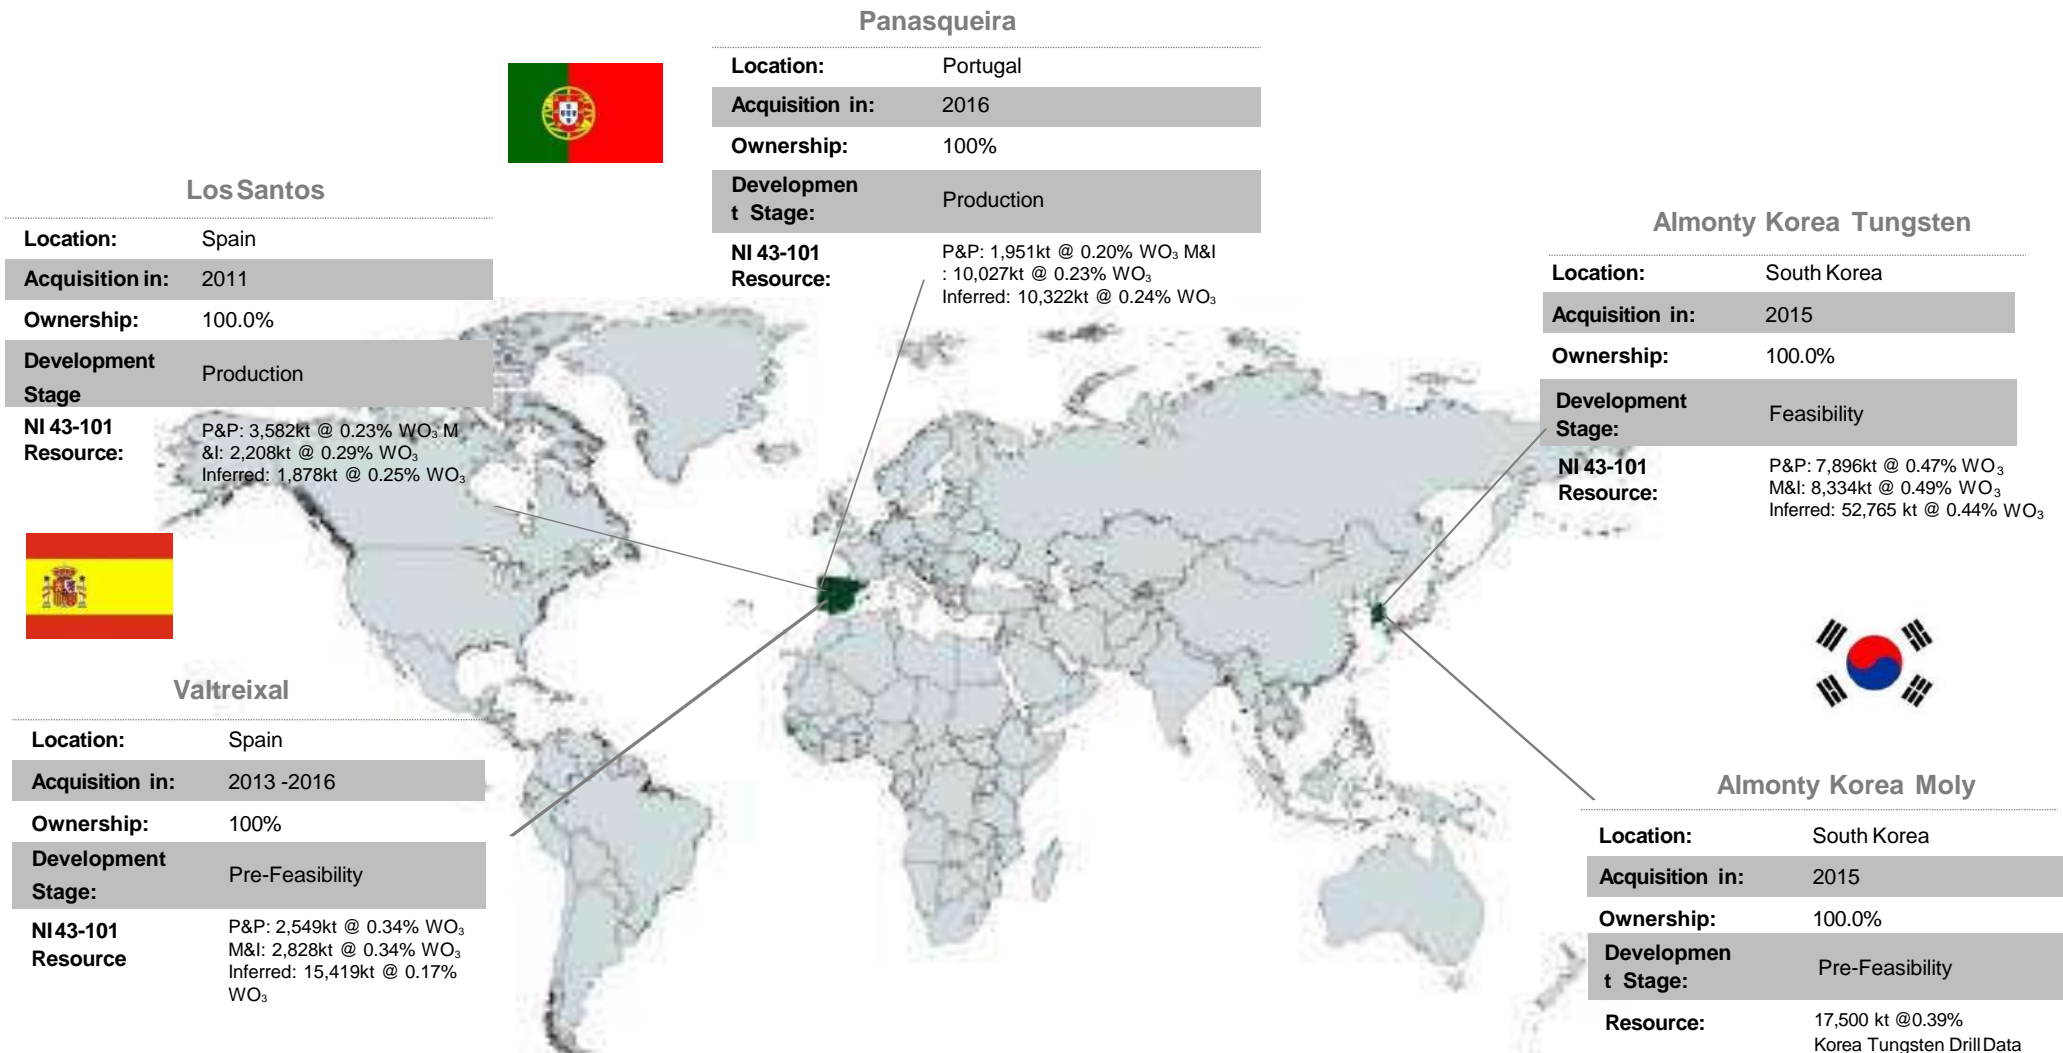 Panasqueira
Location: Portugal
Acquisition in: 2016
Ownership: 100%
Developmen
t Stage: Production
NI 43-101
Resource:
P&P: 1,951kt @ 0.20% WO₃ M&I
: 10,027kt @ 0.23% WO₃
Inferred: 10,322kt @ 0.24% WO₃
Los Santos
Location: Spain
Acquisition in: 2011
Ownership: 100.0%
Development
Stage Production
NI 43-101
Resource:
P&P: 3,582kt @ 0.23% WO₃ M
&I: 2,208kt @ 0.29% WO₃
Inferred: 1,878kt @ 0.25% WO₃
Almonty Korea Tungsten
Location: South Korea
Acquisition in: 2015
Ownership: 100.0%
Development
Stage: Feasibility
NI 43-101
Resource:
P&P: 7,896kt @ 0.47% WO₃
M&I: 8,334kt @ 0.49% WO₃
Inferred: 52,765 kt @ 0.44% WO₃
Valtreixal
Location: Spain
Acquisition in: 2013 -2016
Ownership: 100%
Development
Stage: Pre-Feasibility
NI 43-101
Resource
P&P: 2,549kt @ 0.34% WO₃
M&I: 2,828kt @ 0.34% WO₃
Inferred: 15,419kt @ 0.17%
WO₃
Almonty Korea Moly
Location: South Korea
Acquisition in: 2015
Ownership: 100.0%
Developmen
t Stage: Pre-Feasibility
Resource: 17,500 kt @0.39%
Korea Tungsten Drill Data